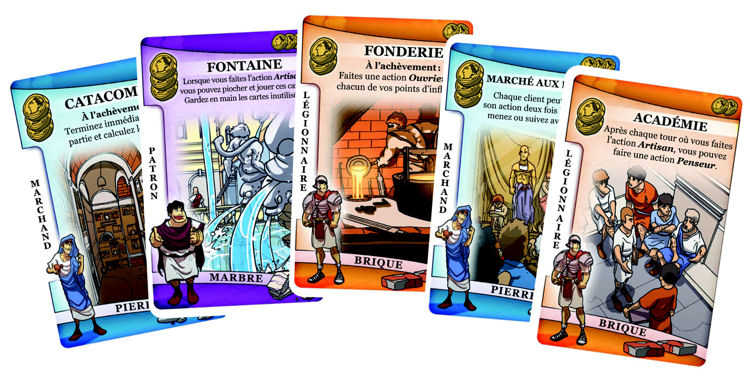 CATACOM
À l'achèvem
Terminez immédia
partie et calculez
MARCHAND
PIERR
FONTAINE
Lorsque vous faites l'action Artisa
vous pouvez piocher et jouer ces ca
Gardez en main les cartes inutilis
PATRON
MARBRE
FONDERIE
À l'achèvement :
Faites une action Ouvrier
chacun de vos points d'infl
LÉGIONNAIRE
BRIQUE
MARCHÉ AUX
Chaque client peu
son action deux fois
menez ou suivez av
MARCHAND
PIERR
ACADÉMIE
Après chaque tour où vous faites
l'action Artisan, vous pouvez
faire une action Penseur.
LÉGIONNAIRE
BRIQUE